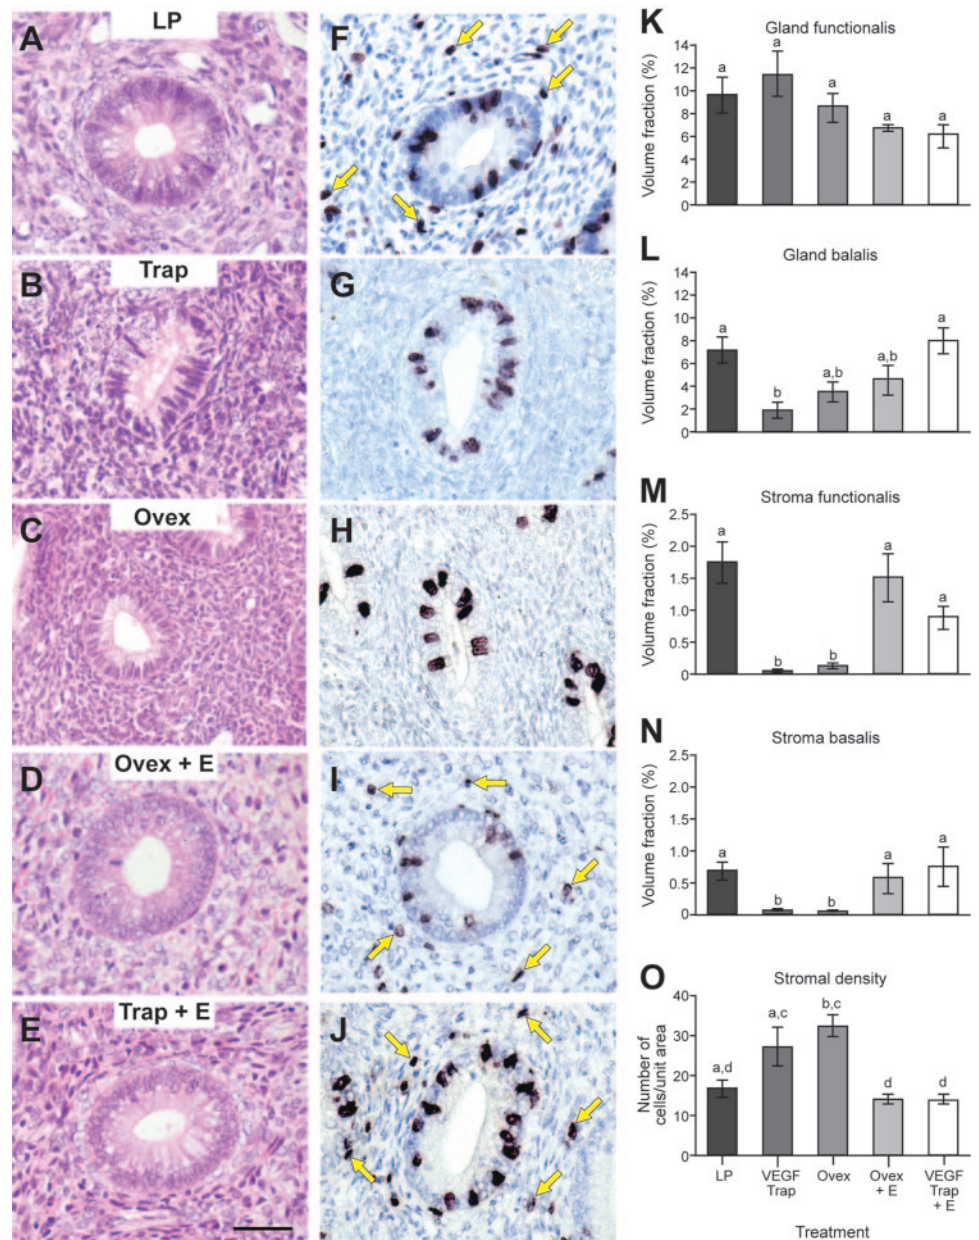 A
LP
F
B
Trap
G
C
Ovex
H
D
Ovex + E
I
E
Trap + E
J
K
Gland functionalis
Volume fraction (%)
14
12
10
8
6
4
2
0
a
a
a
a
a
L
Gland balalis
Volume fraction (%)
14
12
10
8
6
4
2
0
a
b
a,b
a,b
a
M
Stroma functionalis
Volume fraction (%)
2.5
2.0
1.5
1.0
0.5
0
a
b
b
a
a
N
Stroma basalis
Volume fraction (%)
2.5
2.0
1.5
1.0
0.5
0
a
b
b
a
a
O
Stromal density
Number of
cells/unit area
40
30
20
10
0
a,d
a,c
b,c
d
d
LP
VEGF
Trap
Ovex
Ovex
+ E
VEGF
Trap
+ E
Treatment